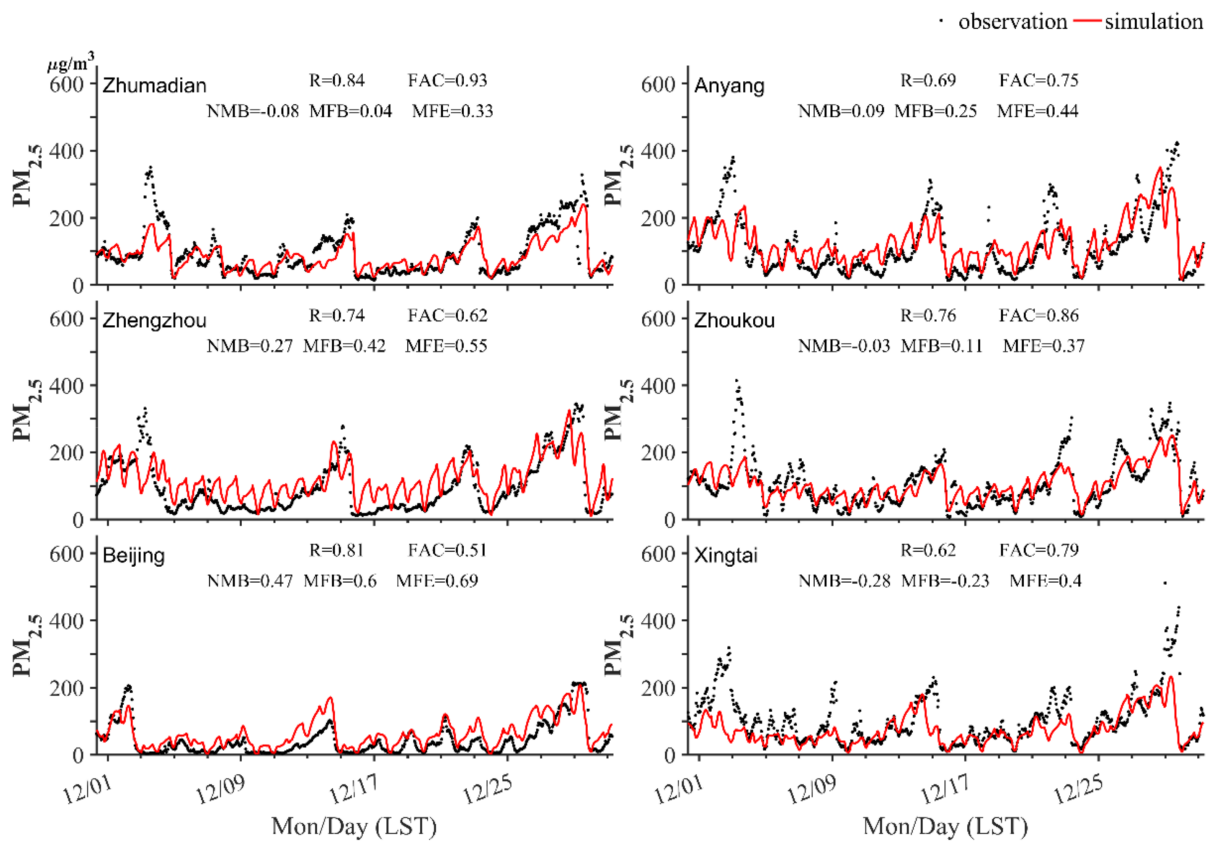 observation simulation
μg/m³
Zhumadian R=0.84 FAC=0.93
NMB=-0.08 MFB=0.04 MFE=0.33
600
400
200
0
PM2.5
Anyang R=0.69 FAC=0.75
NMB=0.09 MFB=0.25 MFE=0.44
600
400
200
0
PM2.5
Zhengzhou R=0.74 FAC=0.62
NMB=0.27 MFB=0.42 MFE=0.55
600
400
200
0
PM2.5
Zhoukou R=0.76 FAC=0.86
NMB=-0.03 MFB=0.11 MFE=0.37
600
400
200
0
PM2.5
Beijing R=0.81 FAC=0.51
NMB=0.47 MFB=0.6 MFE=0.69
600
400
200
0
PM2.5
12/01 12/09 12/17 12/25
Mon/Day (LST)
Xingtai R=0.62 FAC=0.79
NMB=-0.28 MFB=-0.23 MFE=0.4
600
400
200
0
PM2.5
12/01 12/09 12/17 12/25
Mon/Day (LST)